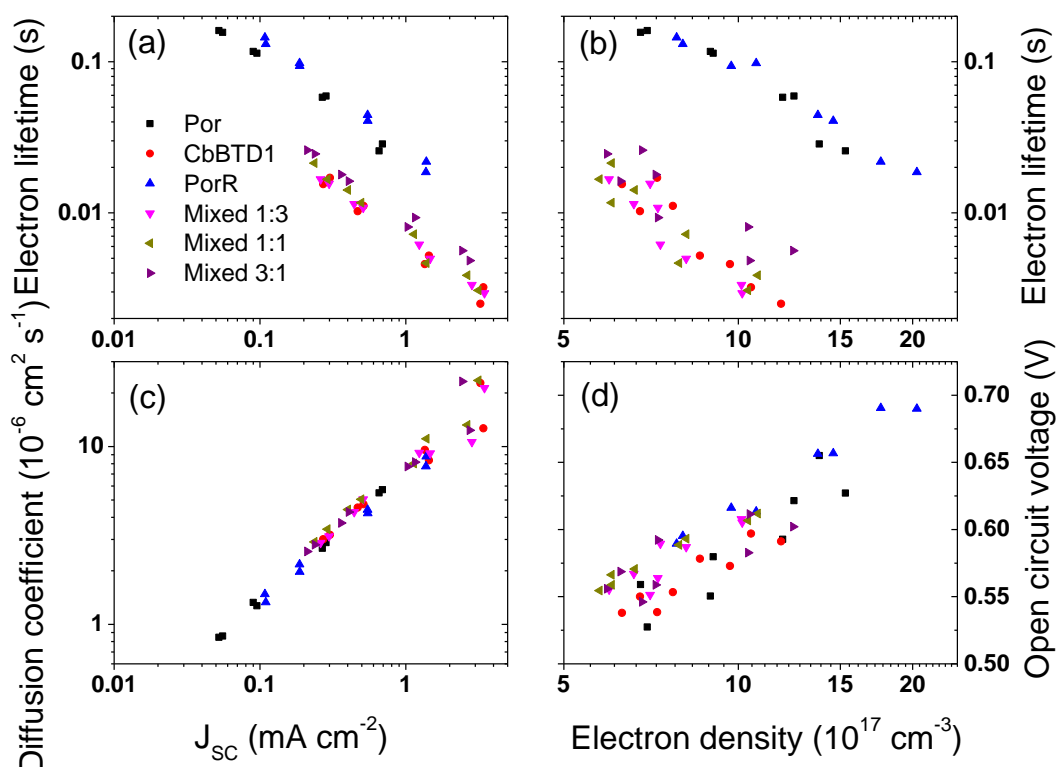 (a)
Por
CbBTD1
PorR
Mixed 1:3
Mixed 1:1
Mixed 3:1
0.1
0.01
0.01 0.1 1
Electron lifetime (s)
(b)
0.1
0.01
5 10 15 20
Electron lifetime (s)
(c)
10
1
0.01 0.1 1
Diffusion coefficient (10⁻⁶ cm² s⁻¹)
J_SC (mA cm⁻²)
(d)
0.70
0.65
0.60
0.55
0.50
5 10 15 20
Open circuit voltage (V)
Electron density (10¹⁷ cm⁻³)